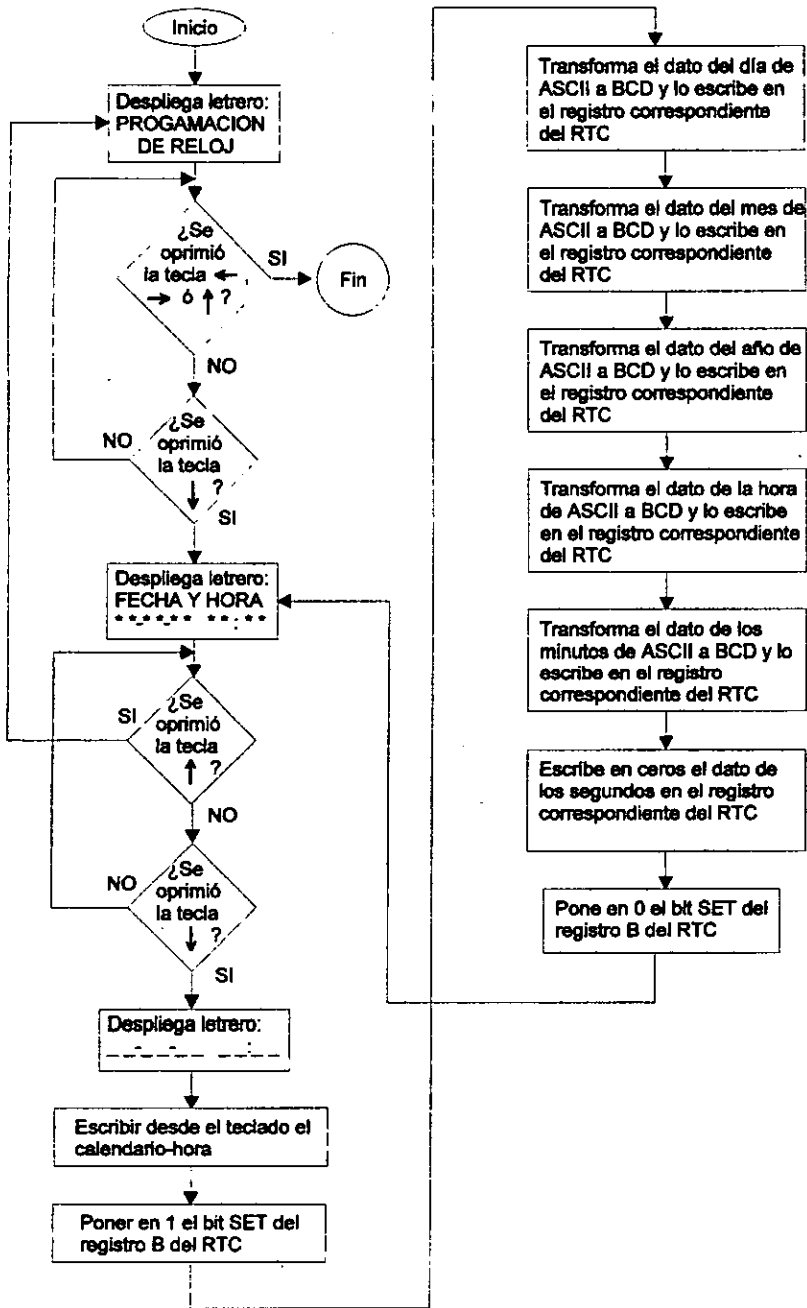 Inicio
Despliega letrero:
PROGAMACION
DE RELOJ
¿Se
oprimió
la tecla ←
→ ó ↑ ?
SI
Fin
NO
¿Se
oprimió
la tecla
↓ ?
NO
SI
Despliega letrero:
FECHA Y HORA
**-**-** **:**
¿Se
oprimió
la tecla
↑ ?
SI
NO
¿Se
oprimió
la tecla
↓ ?
NO
SI
Despliega letrero:
__-__-__ __:__
Escribir desde el teclado el
calendario-hora
Poner en 1 el bit SET del
registro B del RTC
Transforma el dato del día de
ASCII a BCD y lo escribe en
el registro correspondiente
del RTC
Transforma el dato del mes de
ASCII a BCD y lo escribe en
el registro correspondiente
del RTC
Transforma el dato del año de
ASCII a BCD y lo escribe en
el registro correspondiente
del RTC
Transforma el dato de la hora
de ASCII a BCD y lo escribe
en el registro correspondiente
del RTC
Transforma el dato de los
minutos de ASCII a BCD y lo
escribe en el registro
correspondiente del RTC
Escribe en ceros el dato de
los segundos en el registro
correspondiente del RTC
Pone en 0 el bit SET del
registro B del RTC